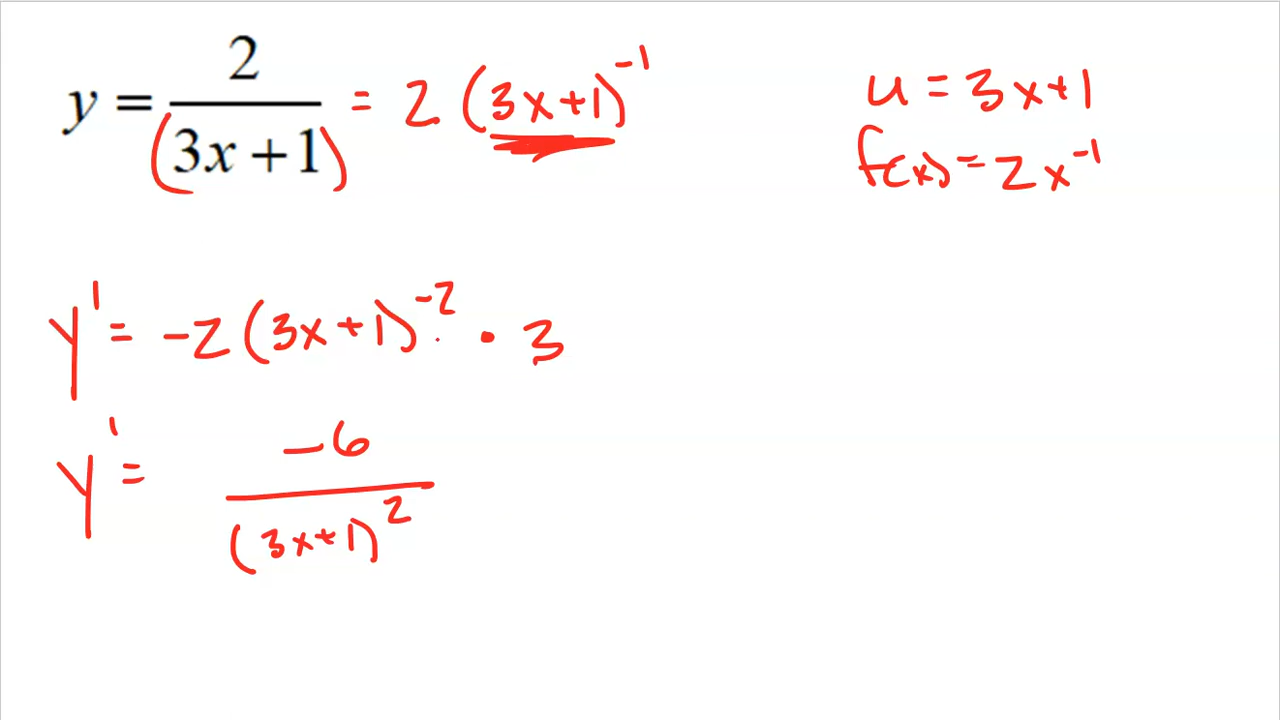 y = 2/(3x+1) = 2(3x+1)⁻¹
u = 3x+1
f(x) = 2x⁻¹
y' = -2(3x+1)⁻² · 3
y' = -6/(3x+1)²